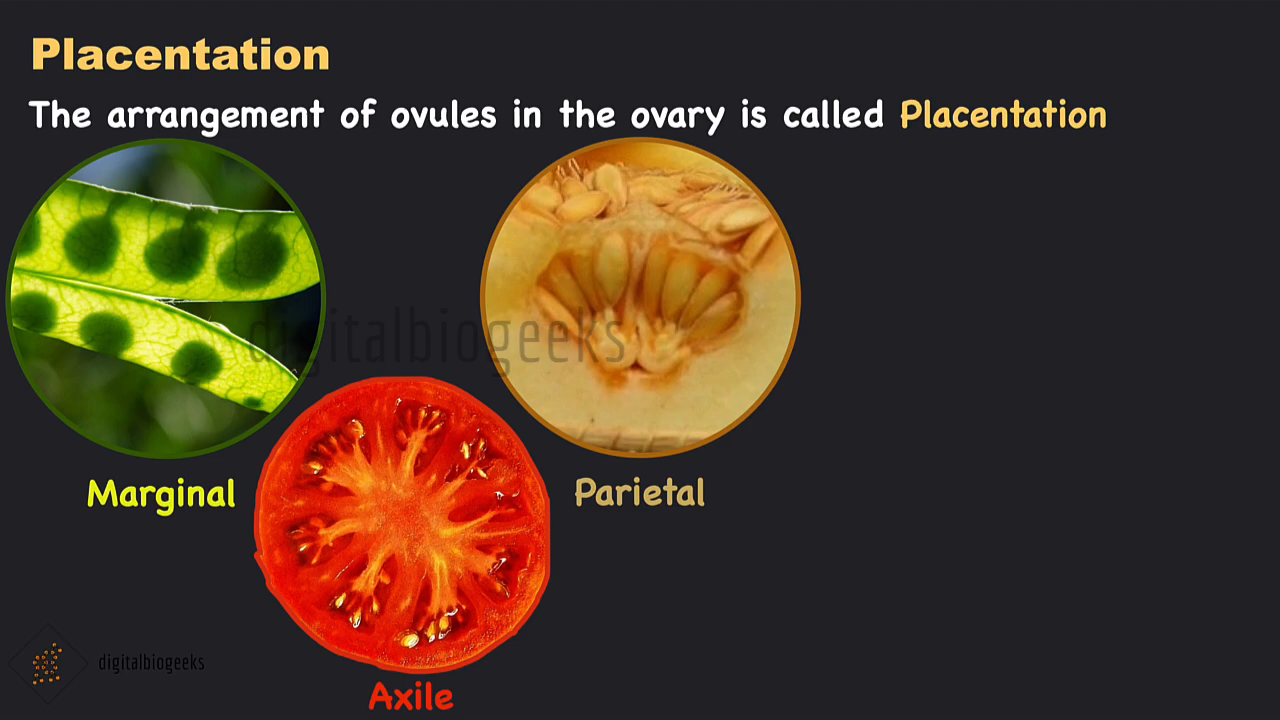 Placentation
The arrangement of ovules in the ovary is called Placentation
digitalbiogeeks
Marginal
Parietal
digitalbiogeeks
Axile